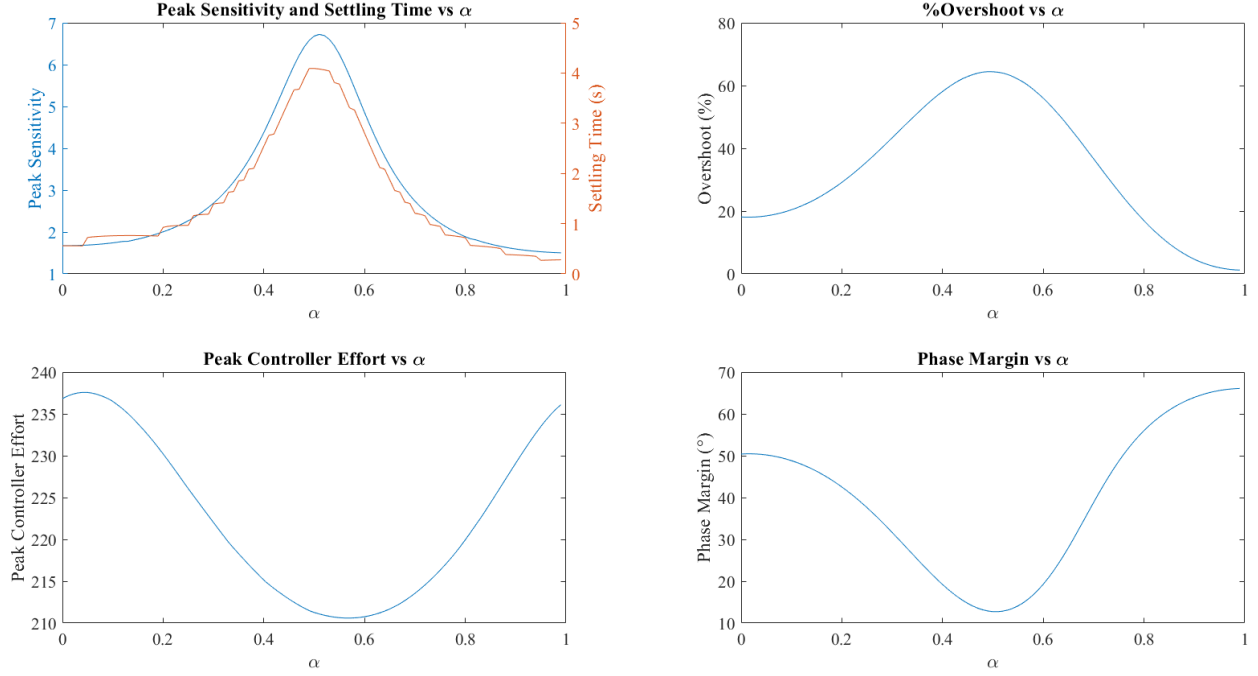 Peak Sensitivity and Settling Time vs α
7
6
5
4
3
2
1
Peak Sensitivity
5
4
3
2
1
0
Settling Time (s)
0 0.2 0.4 0.6 0.8 1
α
%Overshoot vs α
80
60
40
20
0
Overshoot (%)
0 0.2 0.4 0.6 0.8 1
α
Peak Controller Effort vs α
240
235
230
225
220
215
210
Peak Controller Effort
0 0.2 0.4 0.6 0.8 1
α
Phase Margin vs α
70
60
50
40
30
20
10
Phase Margin (°)
0 0.2 0.4 0.6 0.8 1
α